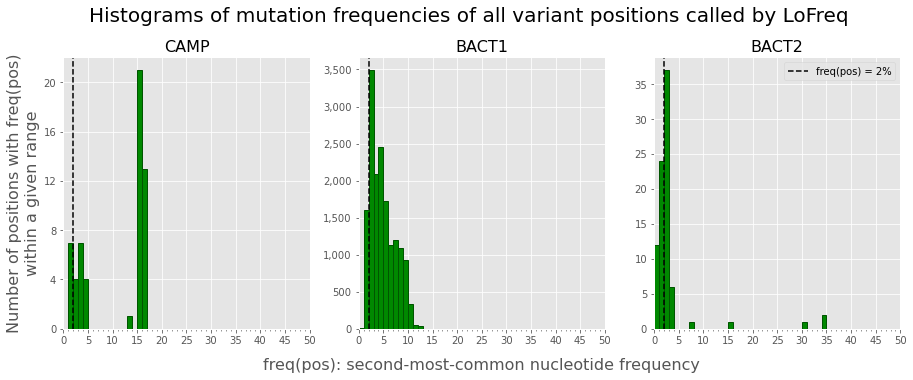 Histograms of mutation frequencies of all variant positions called by LoFreq
CAMP
BACT1
BACT2
Number of positions with freq(pos)
within a given range
20
16
12
8
4
0
0 5 10 15 20 25 30 35 40 45 50
3,500
3,000
2,500
2,000
1,500
1,000
500
0
0 5 10 15 20 25 30 35 40 45 50
freq(pos) = 2%
35
30
25
20
15
10
5
0
0 5 10 15 20 25 30 35 40 45 50
freq(pos): second-most-common nucleotide frequency